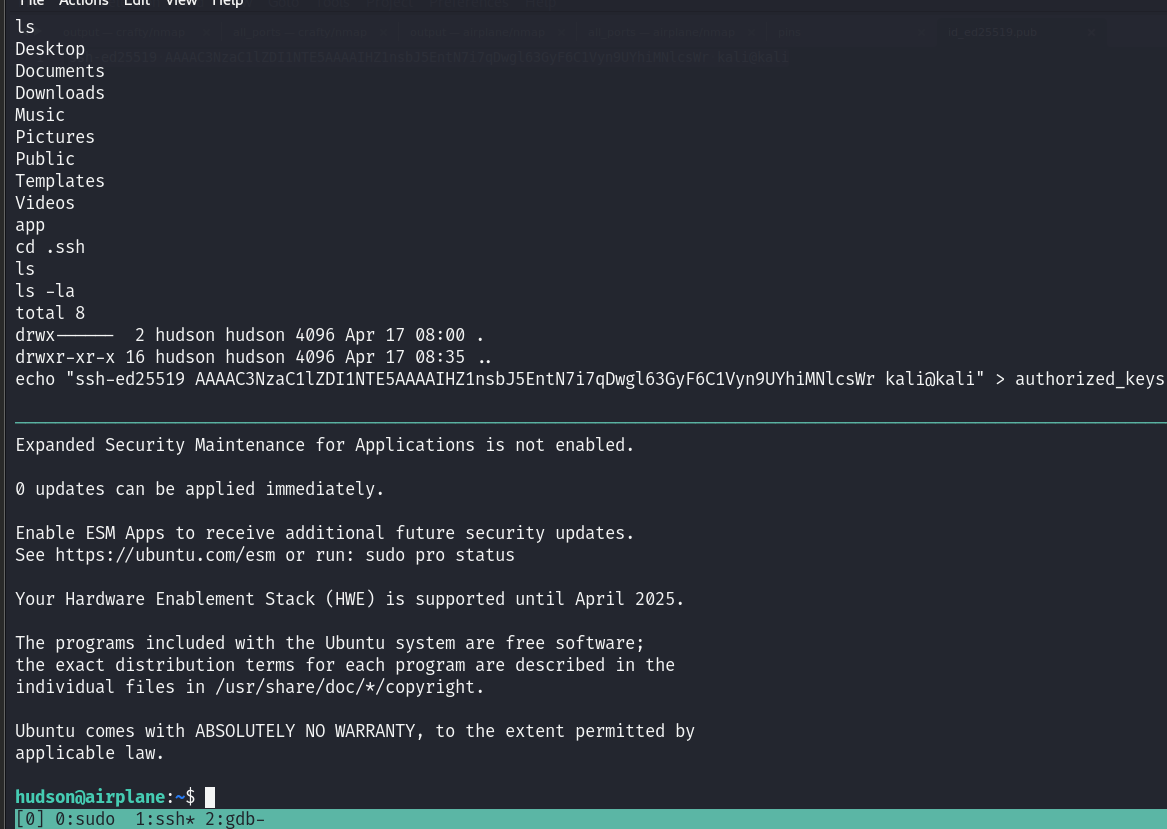 File Actions Edit View Help
id_ed25519.pub
ls
Desktop
Documents
Downloads
Music
Pictures
Public
Templates
Videos
app
cd .ssh
ls
ls -la
total 8
drwx------  2 hudson hudson 4096 Apr 17 08:00 .
drwxr-xr-x 16 hudson hudson 4096 Apr 17 08:35 ..
echo "ssh-ed25519 AAAAC3NzaC1lZDI1NTE5AAAAIHZ1nsbJ5EntN7i7qDwgl63GyF6C1Vyn9UYhiMNlcsWr kali@kali" > authorized_keys
Expanded Security Maintenance for Applications is not enabled.
0 updates can be applied immediately.
Enable ESM Apps to receive additional future security updates.
See https://ubuntu.com/esm or run: sudo pro status
Your Hardware Enablement Stack (HWE) is supported until April 2025.
The programs included with the Ubuntu system are free software;
the exact distribution terms for each program are described in the
individual files in /usr/share/doc/*/copyright.
Ubuntu comes with ABSOLUTELY NO WARRANTY, to the extent permitted by
applicable law.
hudson@airplane:~$
[0] 0:sudo  1:ssh* 2:gdb-